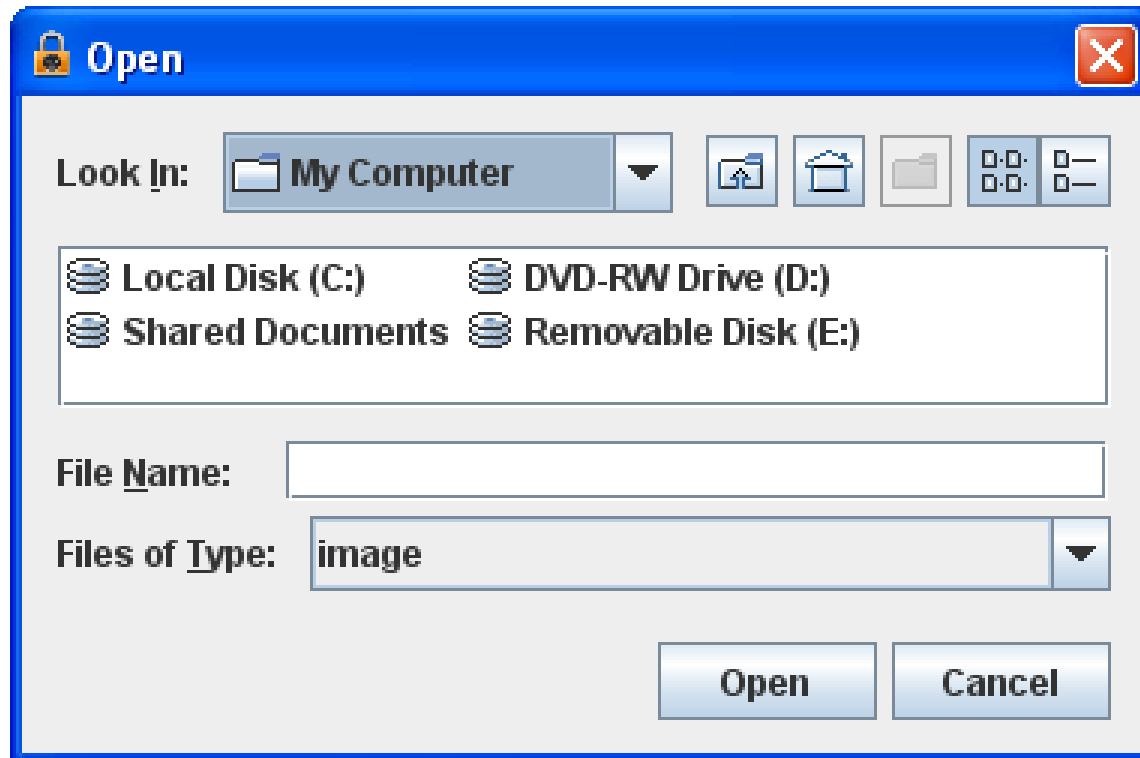 Open
Look In: My Computer
Local Disk (C:) DVD-RW Drive (D:)
Shared Documents Removable Disk (E:)
File Name:
Files of Type: image
Open Cancel